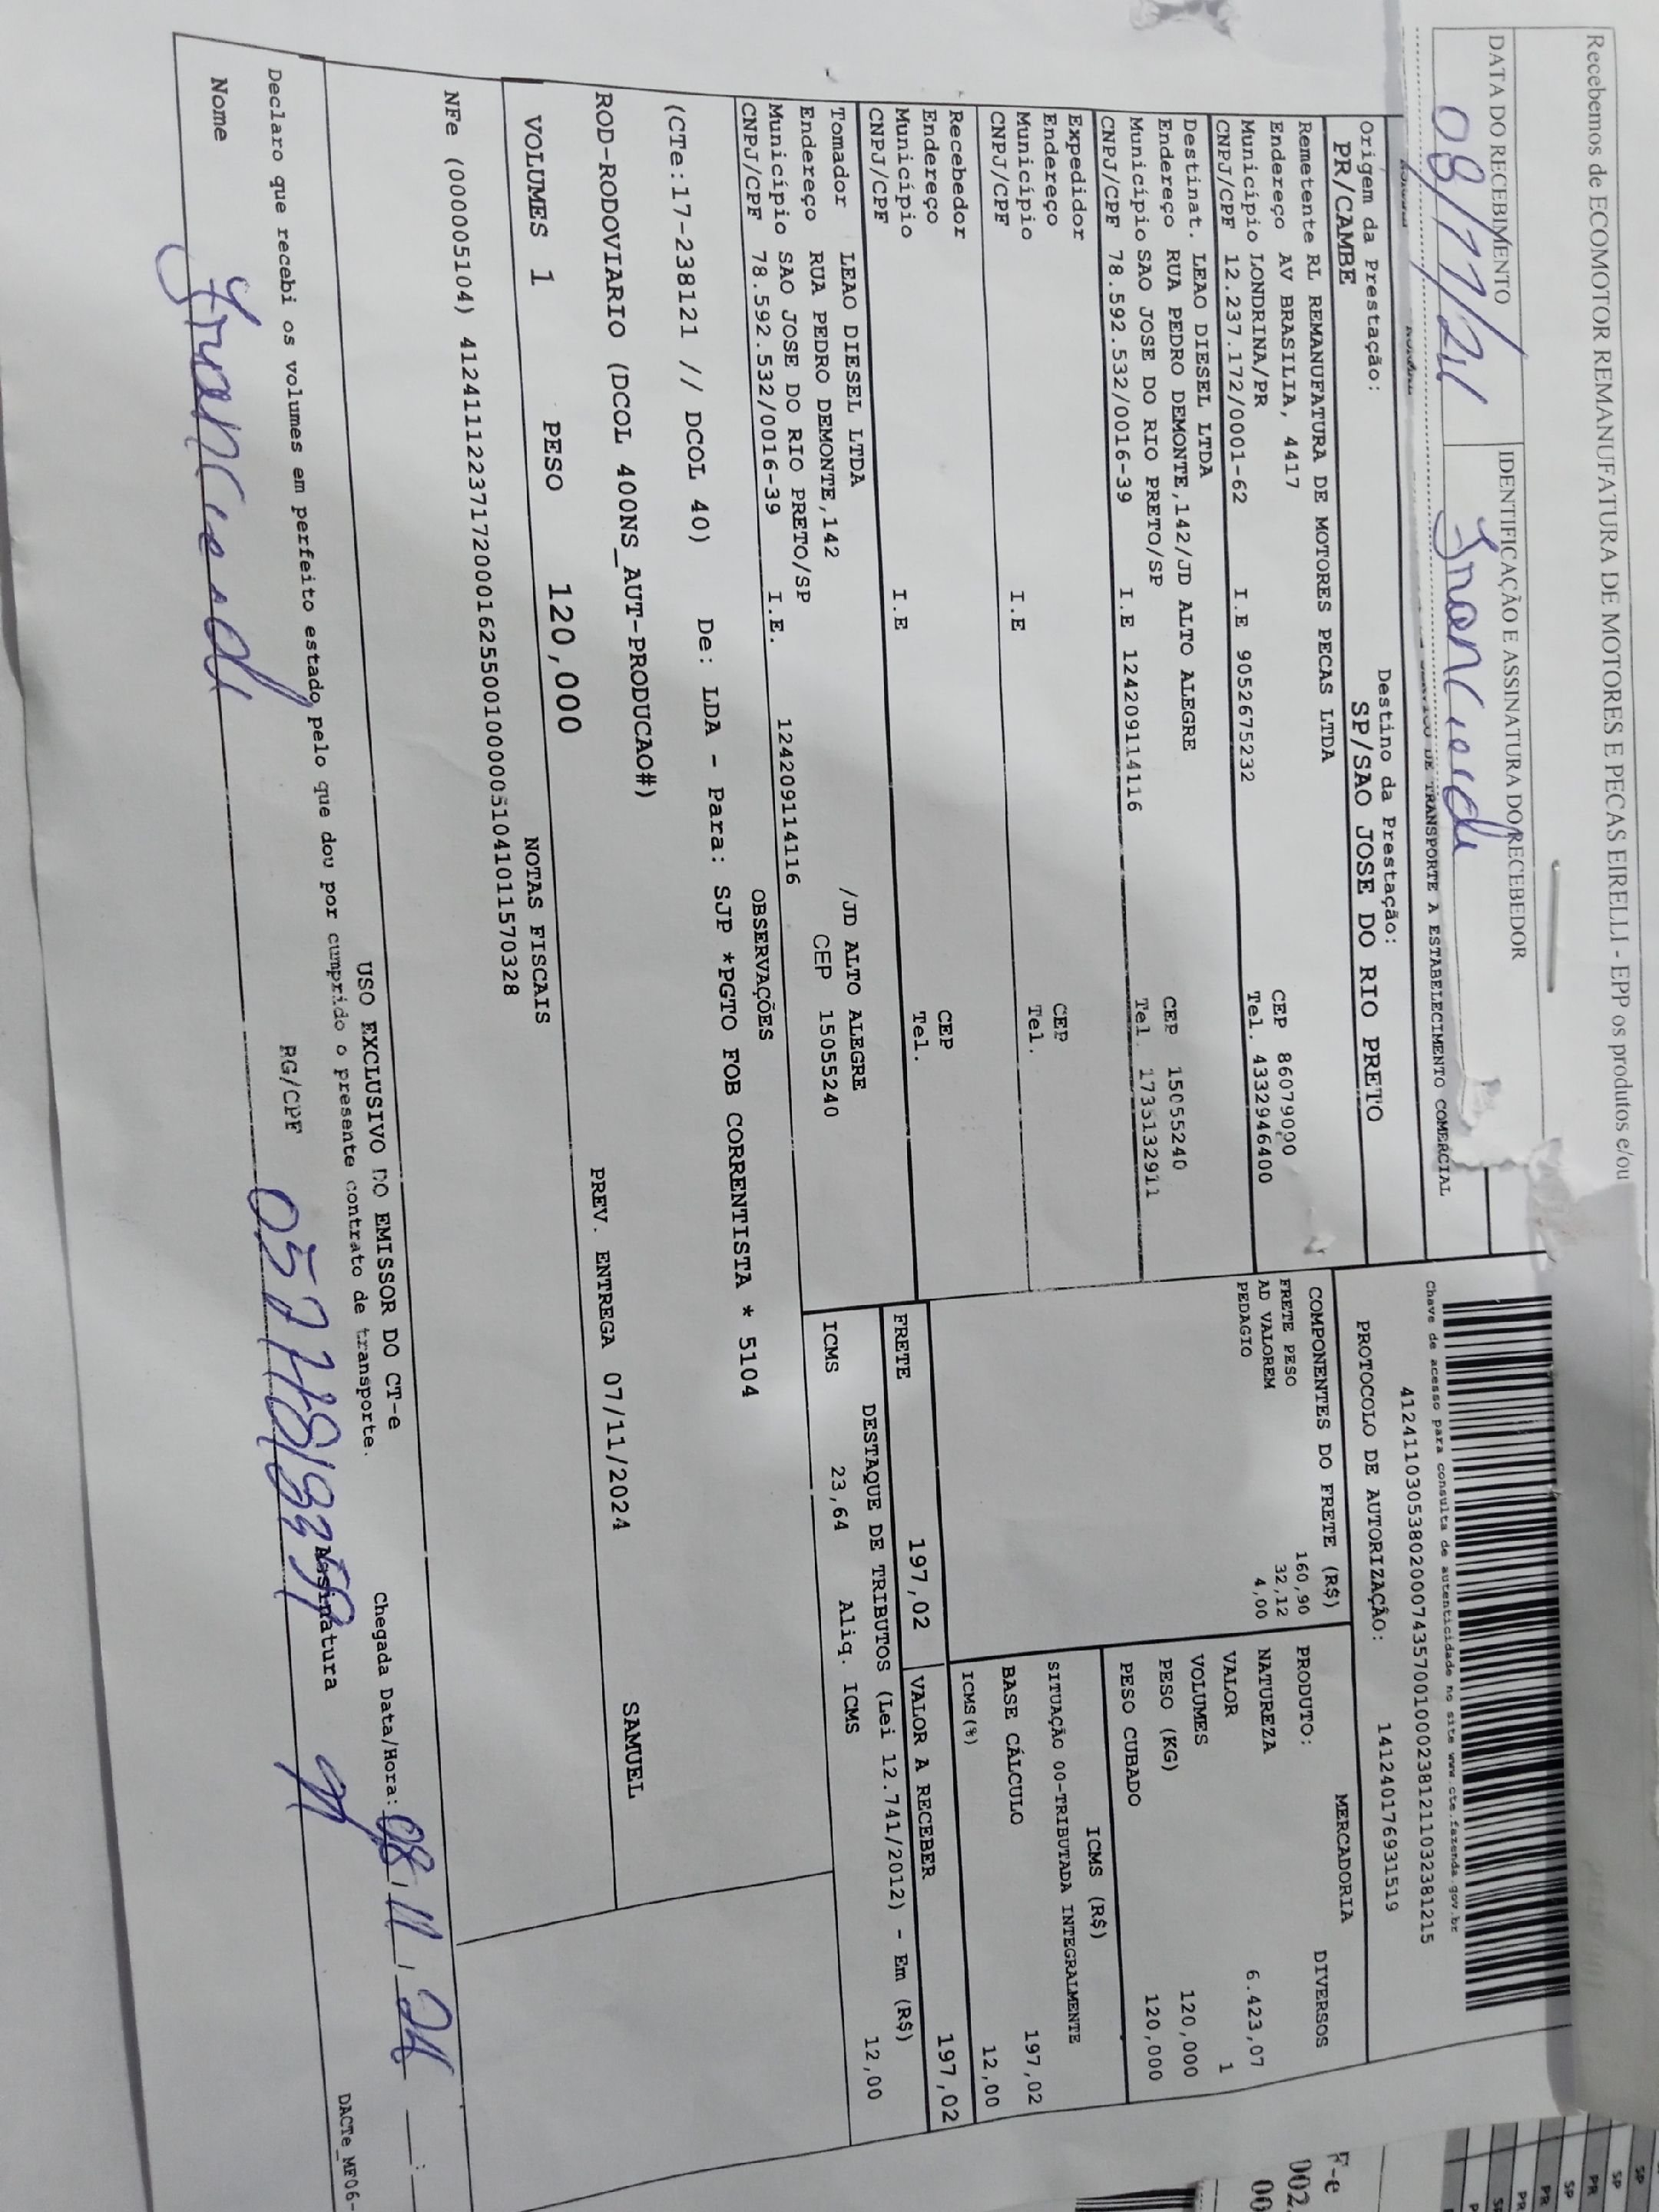 Recebemos de ECOMOTOR REMANUFATURA DE MOTORES E PECAS EIRELLI - EPP os produtos e/ou
DATA DO RECEBIMENTO
IDENTIFICAÇÃO E ASSINATURA DO RECEBEDOR
08/11/24
DE TRANSPORTE A ESTABELECIMENTO COMERCIAL
Origem da Prestação:
PR/CAMBE
Destino da Prestação:
SP/SAO JOSE DO RIO PRETO
Remetente RL REMANUFATURA DE MOTORES PECAS LTDA
Endereço AV BRASILIA, 4417 CEP 86079000
Município LONDRINA/PR Tel. 4332946400
CNPJ/CPF 12.237.172/0001-62 I.E 9052675232
Destinat. LEAO DIESEL LTDA
Endereço RUA PEDRO DEMONTE,142/JD ALTO ALEGRE CEP 15055240
Município SAO JOSE DO RIO PRETO/SP Tel. 1735132911
CNPJ/CPF 78.592.532/0016-39 I.E 124209114116
Expedidor
Endereço CEP
Município Tel.
CNPJ/CPF I.E
Recebedor
Endereço CEP
Município Tel.
CNPJ/CPF I.E
Tomador LEAO DIESEL LTDA /JD ALTO ALEGRE
Endereço RUA PEDRO DEMONTE,142 CEP 15055240
Município SAO JOSE DO RIO PRETO/SP
CNPJ/CPF 78.592.532/0016-39 I.E. 124209114116
Chave de acesso para consulta de autenticidade no site www.cte.fazenda.gov.br
41241103053802000743570010002381211032381215
PROTOCOLO DE AUTORIZAÇÃO: 141240176931519
COMPONENTES DO FRETE (R$)
FRETE PESO 160,90
AD VALOREM 32,12
PEDAGIO 4,00
MERCADORIA
PRODUTO: DIVERSOS
NATUREZA
VALOR 6.423,07
VOLUMES 1
PESO (KG) 120,000
PESO CUBADO 120,000
ICMS (R$)
SITUAÇÃO 00-TRIBUTADA INTEGRALMENTE
BASE CÁLCULO 197,02
ICMS(%) 12,00
FRETE 197,02 VALOR A RECEBER 197,02
DESTAQUE DE TRIBUTOS (Lei 12.741/2012) - Em (R$)
ICMS 23,64 Aliq. ICMS 12,00
OBSERVAÇÕES
(CTe:17-238121 // DCOL 40) De: LDA - Para: SJP *PGTO FOB CORRENTISTA * 5104
ROD-RODOVIARIO (DCOL 400NS_AUT-PRODUCAO#)
PREV. ENTREGA 07/11/2024 SAMUEL
VOLUMES 1 PESO 120,000
NOTAS FISCAIS
NFe (000005104) 41241112237172000162550010000051041011570328
USO EXCLUSIVO DO EMISSOR DO CT-e
Declaro que recebi os volumes em perfeito estado pelo que dou por cumprido o presente contrato de transporte.
Chegada Data/Hora: 08/11/24 __:__
Nome
RG/CPF
Assinatura
DACTe_MF06-
F-e
002.
00
SP
SP
PR
SP
PR
PR